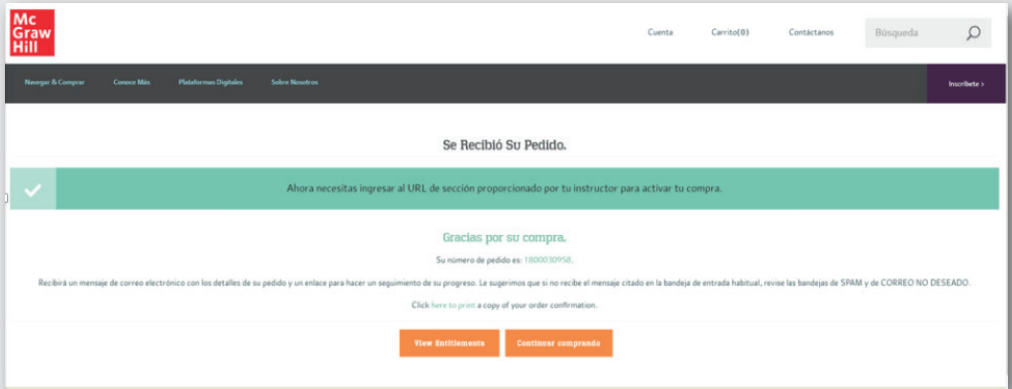 Mc
Graw
Hill
Cuenta Carrito(0) Contáctanos Búsqueda
Navegar & Comprar Conoce Más Plataformas Digitales Sobre Nosotros Inscríbete >
Se Recibió Su Pedido.
Ahora necesitas ingresar al URL de sección proporcionado por tu instructor para activar tu compra.
Gracias por su compra.
Su número de pedido es: 1800030958.
Recibirá un mensaje de correo electrónico con los detalles de su pedido y un enlace para hacer un seguimiento de su progreso. Le sugerimos que si no recibe el mensaje citado en la bandeja de entrada habitual, revise las bandejas de SPAM y de CORREO NO DESEADO.
Click here to print a copy of your order confirmation.
View Entitlements Continuar comprando